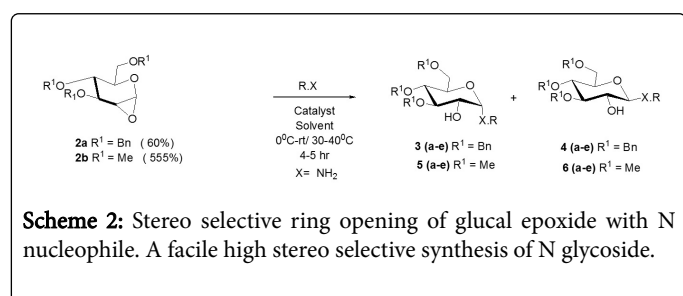 OR¹
R¹O
R₁O
O
O
2a R¹ = Bn ( 60%)
2b R¹ = Me ( 555%)
R.X
Catalyst
Solvent
0⁰C-rt/ 30-40⁰C
4-5 hr
X= NH₂
R¹O
R¹O
R¹O
O
HO
X.R
3 (a-e) R¹ = Bn
5 (a-e) R¹ = Me
+
R¹O
R¹O
R¹O
O
X.R
OH
4 (a-e) R¹ = Bn
6 (a-e) R¹ = Me
Scheme 2: Stereo selective ring opening of glucal epoxide with N
nucleophile. A facile high stereo selective synthesis of N glycoside.